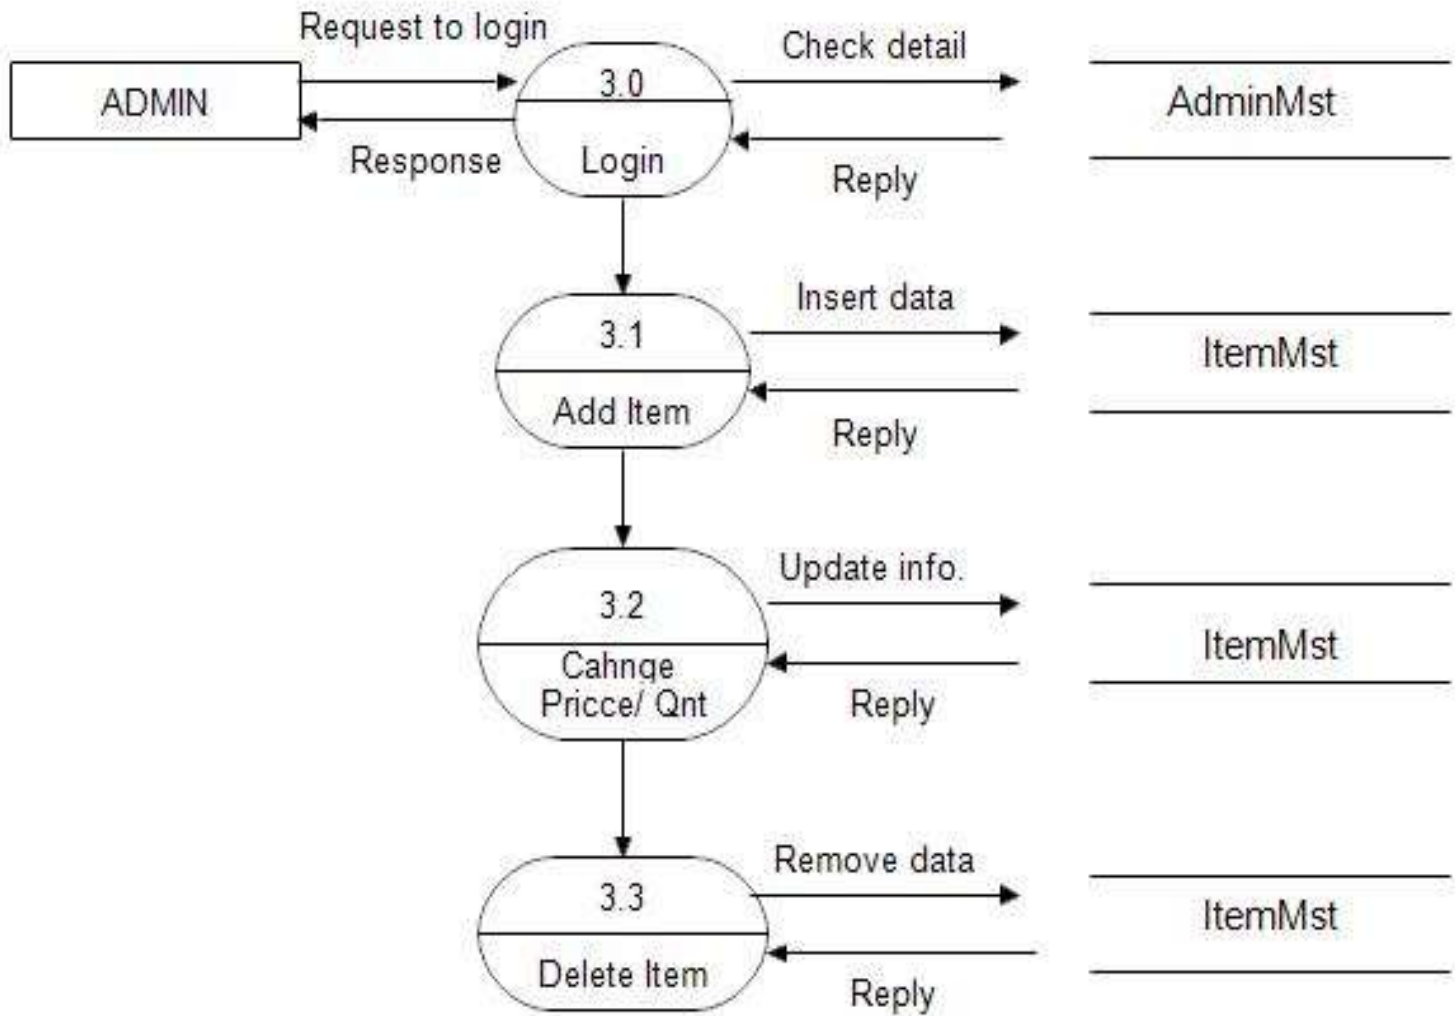 Request to login
Check detail
ADMIN
3.0
AdminMst
Response
Login
Reply
Insert data
3.1
ItemMst
Add Item
Reply
Update info.
3.2
ItemMst
Cahnge
Pricce/ Qnt
Reply
Remove data
3.3
ItemMst
Delete Item
Reply